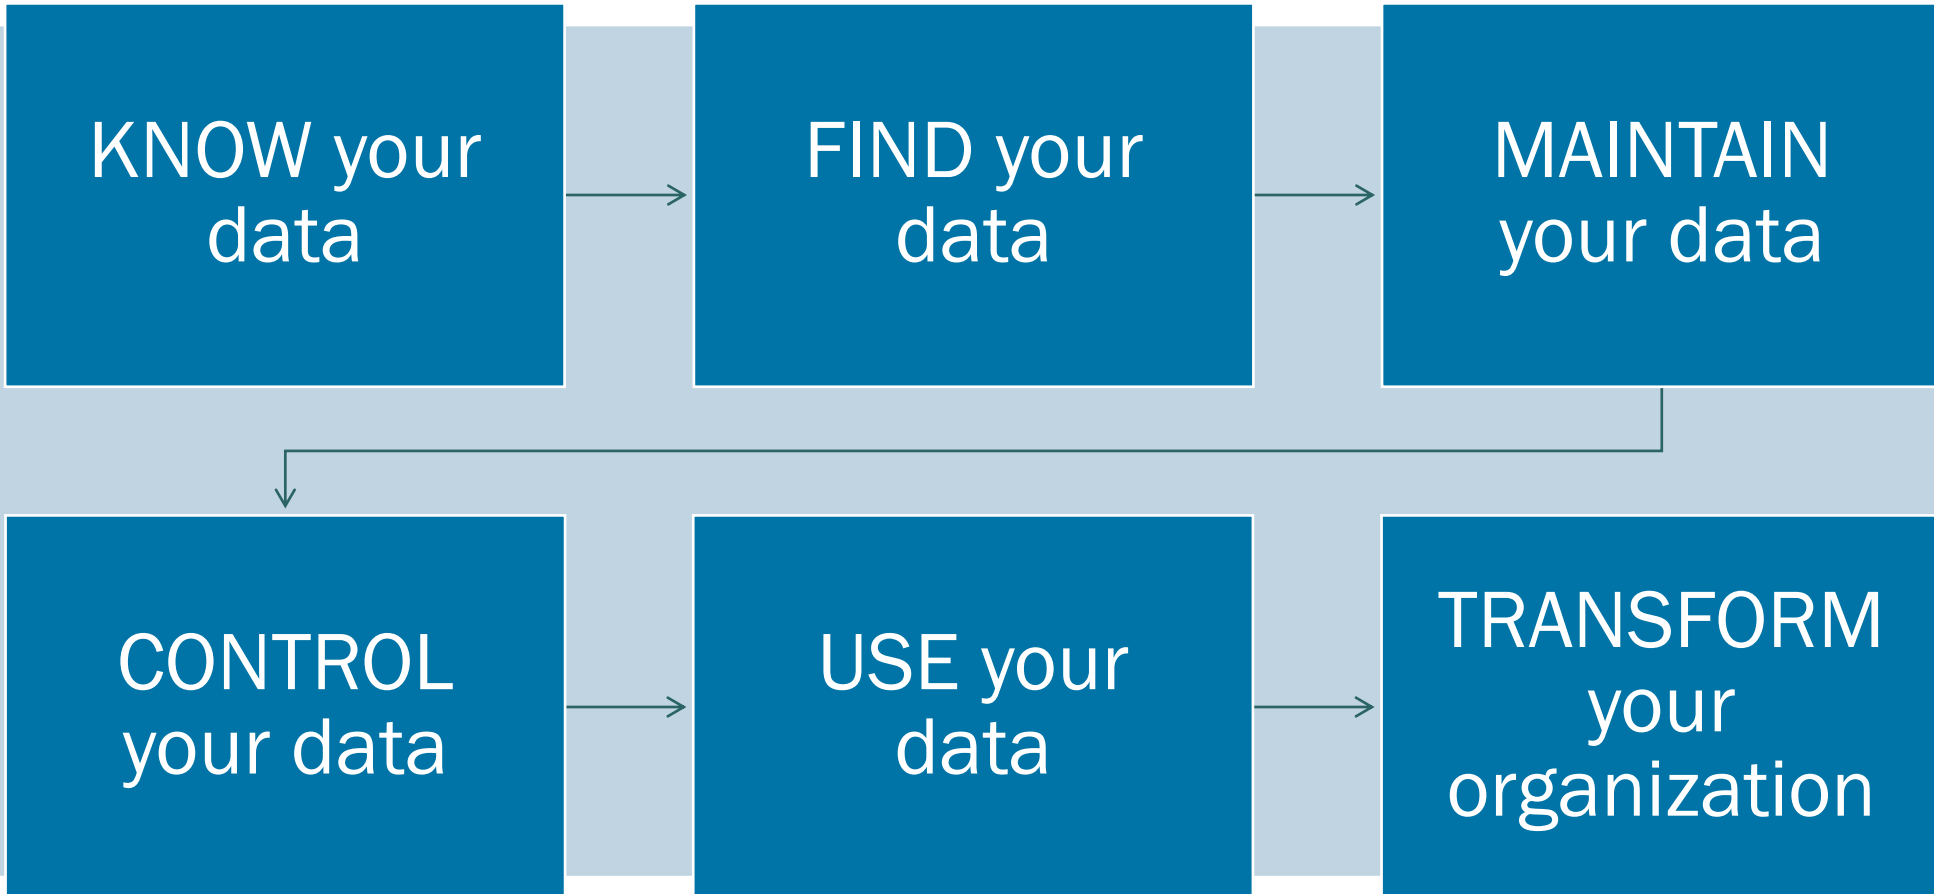 KNOW your
data
FIND your
data
MAINTAIN
your data
CONTROL
your data
USE your
data
TRANSFORM
your
organization